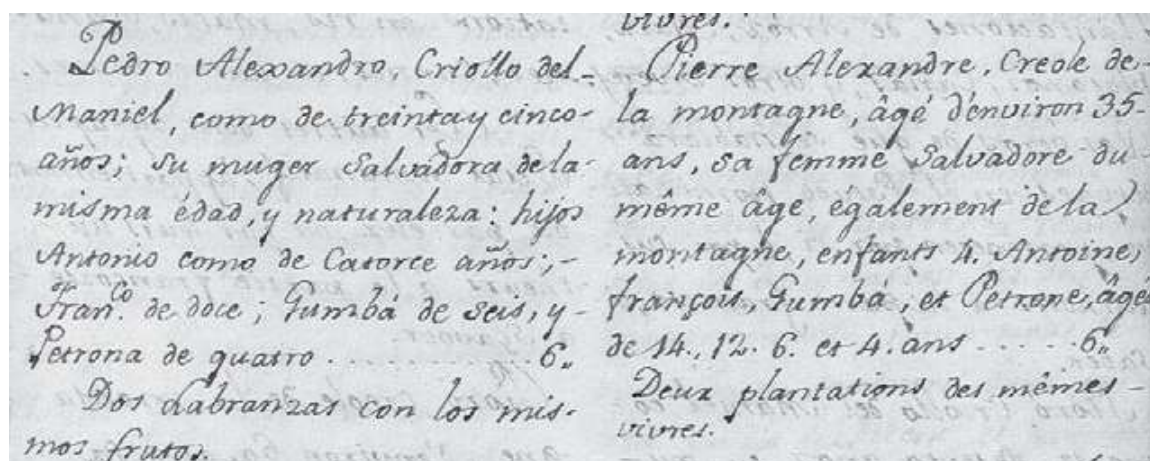 Pedro Alexandro, Criollo del-
Maniel, como de treinta y cinco-
años; su muger Salvadora de la-
misma édad, y naturaleza: hijos
Antonio como de Catorce años;-
Fran.co de doce; Gumbá de seis, y-
Petrona de quatro . . . . . . . . . . 6„
Dos Labranzas con los mis-
mos frutos.
vivres.
Pierre Alexandre, Creole de-
la montagne, âgé d'environ 35-
ans, sa femme Salvadore du-
même âge, également de la
montagne, enfants 4. Antoine,
françois, Gumbá, et Petrone, âgés
de 14., 12. 6. et 4. ans . . . . . . 6„
Deux plantations des mêmes-
vivres.